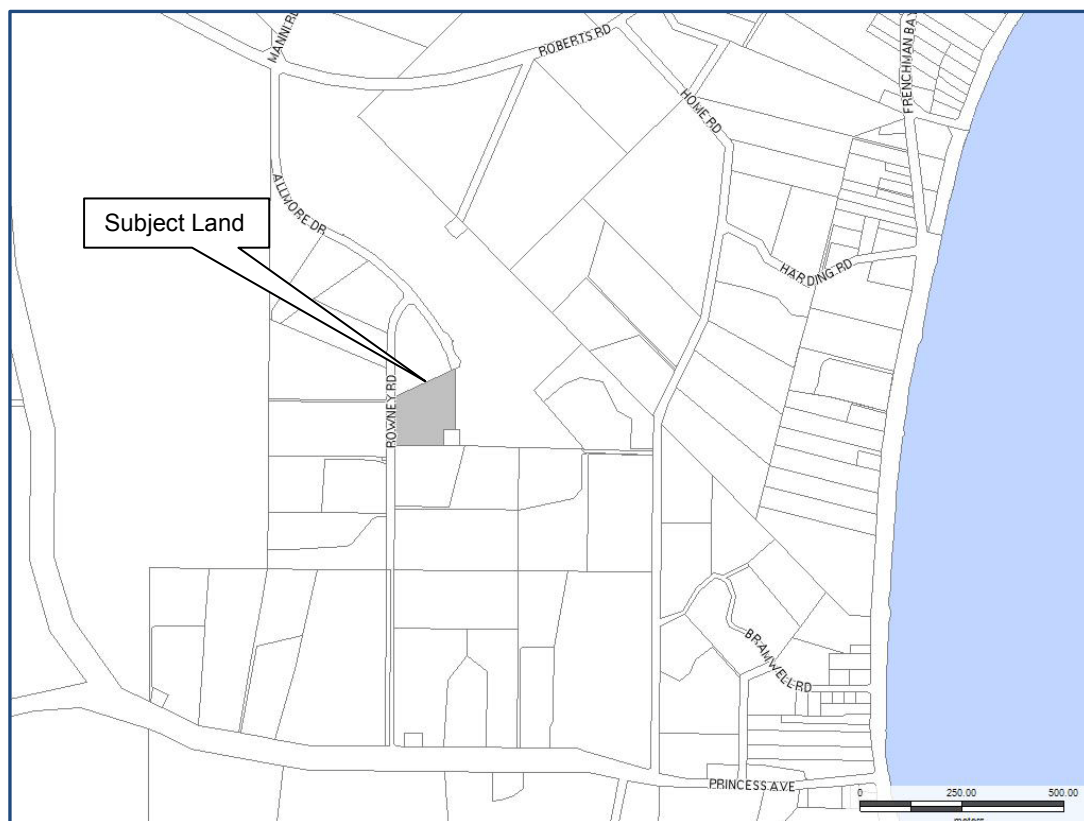 MANNI RD
ROBERTS RD
FRENCHMAN BAY
HOME RD
ALLMORE DR
Subject Land
HARDING RD
ROWNEY RD
BRAMWELL RD
PRINCESS AVE
0 250.00 500.00
meters